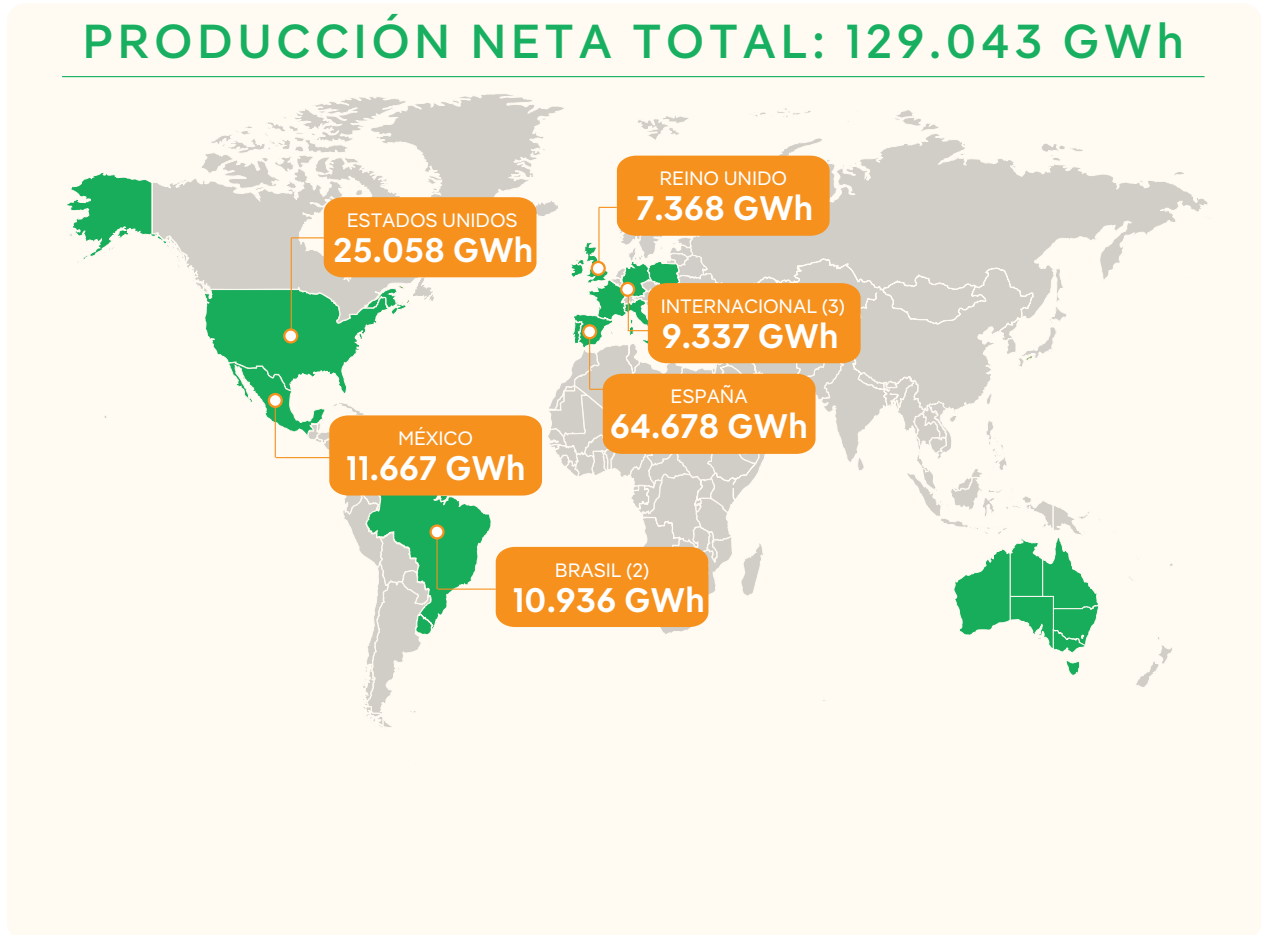 PRODUCCIÓN NETA TOTAL: 129.043 GWh
REINO UNIDO
7.368 GWh
ESTADOS UNIDOS
25.058 GWh
INTERNACIONAL (3)
9.337 GWh
ESPAÑA
64.678 GWh
MÉXICO
11.667 GWh
BRASIL (2)
10.936 GWh